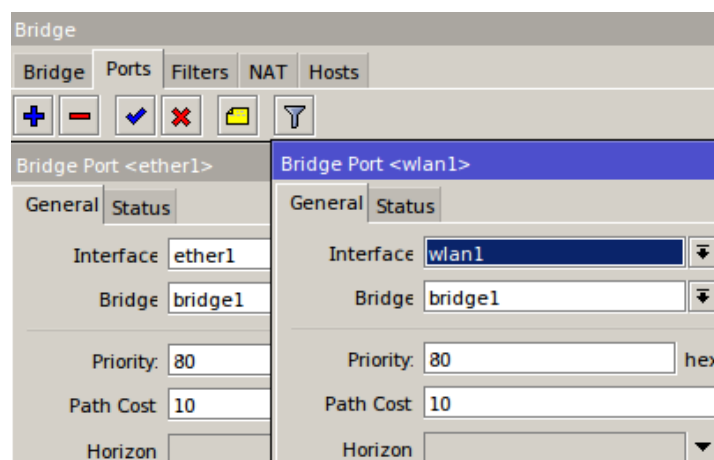 Bridge
Bridge Ports Filters NAT Hosts
Bridge Port <ether1>
General Status
Interface ether1
Bridge bridge1
Priority: 80
Path Cost 10
Horizon
Bridge Port <wlan1>
General Status
Interface wlan1
Bridge bridge1
Priority: 80 hex
Path Cost 10
Horizon